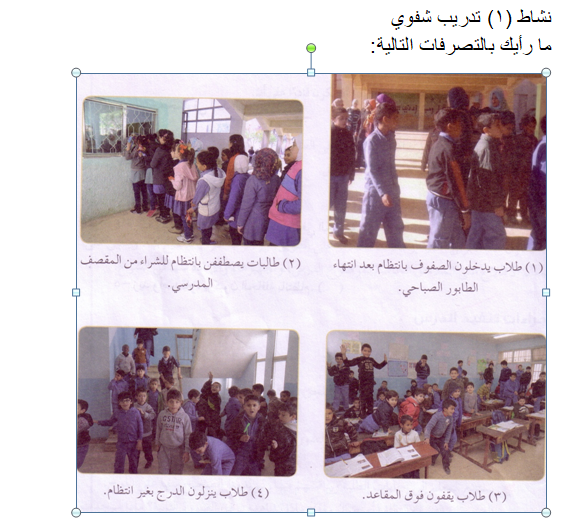 نشاط (١) تدريب شفوي
ما رأيك بالتصرفات التالية:
(١) طلاب يدخلون الصفوف بانتظام بعد انتهاء
الطابور الصباحي.
(٢) طالبات يصطففن بانتظام للشراء من المقصف
المدرسي.
(٣) طلاب يقفون فوق المقاعد.
(٤) طلاب ينزلون الدرج بغير انتظام.